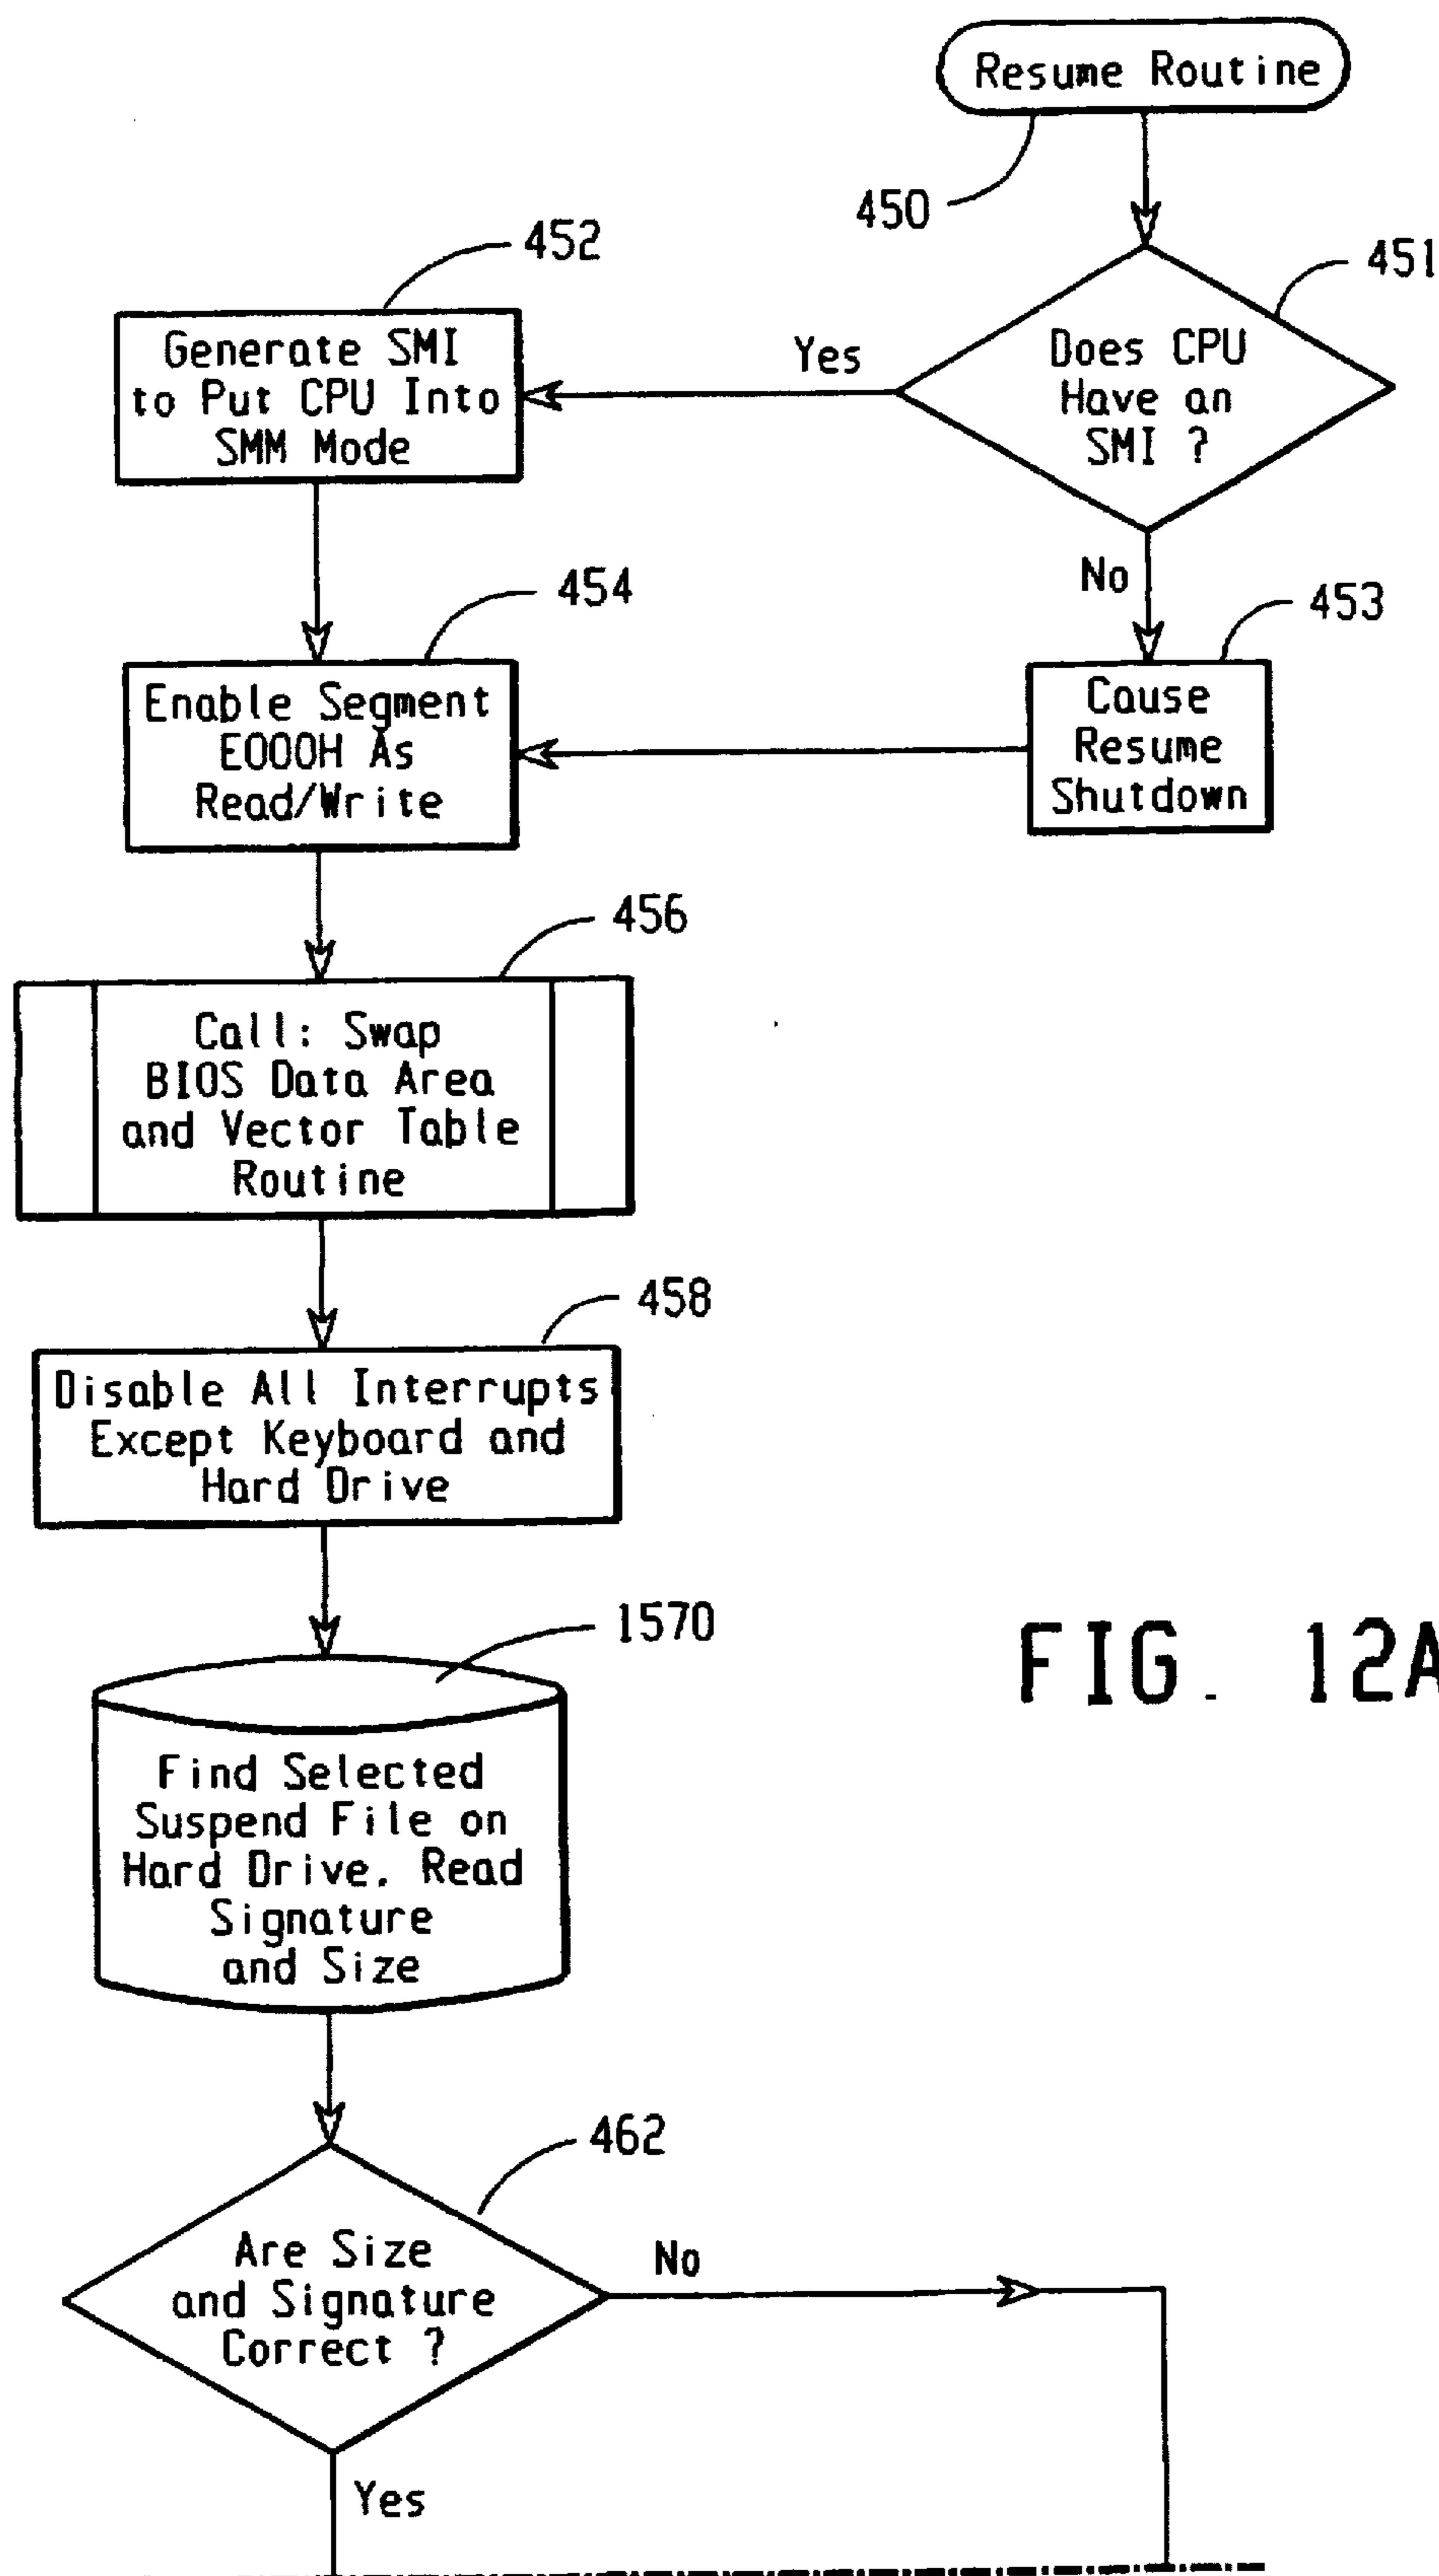 Resume Routine
450
451
Does CPU
Have an
SMI ?
Yes
452
Generate SMI
to Put CPU Into
SMM Mode
No
453
Cause
Resume
Shutdown
454
Enable Segment
E000H As
Read/Write
456
Call: Swap
BIOS Data Area
and Vector Table
Routine
458
Disable All Interrupts
Except Keyboard and
Hard Drive
1570
Find Selected
Suspend File on
Hard Drive. Read
Signature
and Size
FIG. 12A
462
Are Size
and Signature
Correct ?
No
Yes